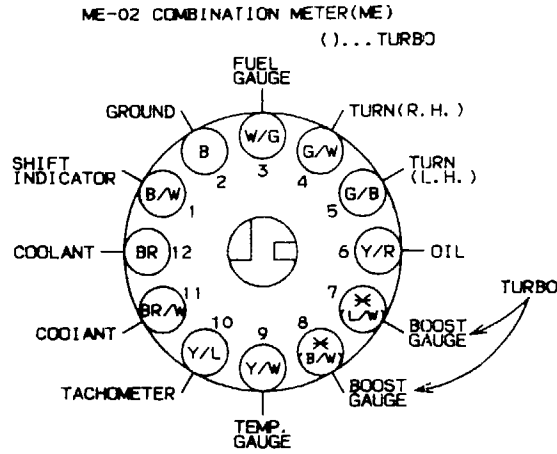 ME-02 COMBINATION METER(ME)
()...TURBO
FUEL
GAUGE
GROUND
TURN(R.H.)
W/G
B
G/W
3
2
4
SHIFT
INDICATOR
TURN
(L.H.)
B/W
G/B
1
5
COOLANT
BR
12
6
Y/R
OIL
11
7
TURBO
BR/W
*
(L/W)
COOIANT
BOOST
GAUGE
10
9
8
Y/L
Y/W
*
(B/W)
TACHOMETER
BOOST
GAUGE
TEMP.
GAUGE